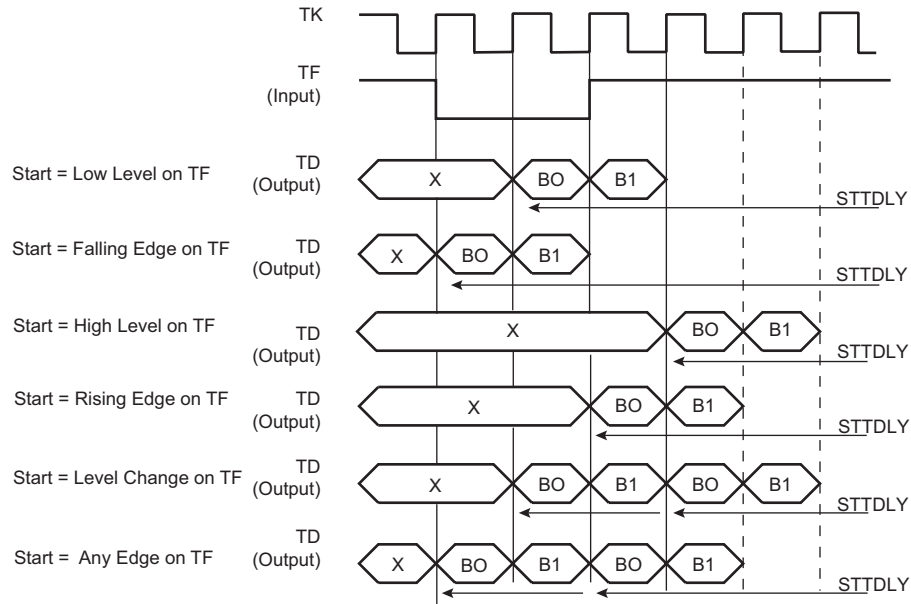 TK
TF
(Input)
Start = Low Level on TF
TD
(Output)
X
BO
B1
STTDLY
Start = Falling Edge on TF
TD
(Output)
X
BO
B1
STTDLY
Start = High Level on TF
TD
(Output)
X
BO
B1
STTDLY
Start = Rising Edge on TF
TD
(Output)
X
BO
B1
STTDLY
Start = Level Change on TF
TD
(Output)
X
BO
B1
BO
B1
STTDLY
Start = Any Edge on TF
TD
(Output)
X
BO
B1
BO
B1
STTDLY